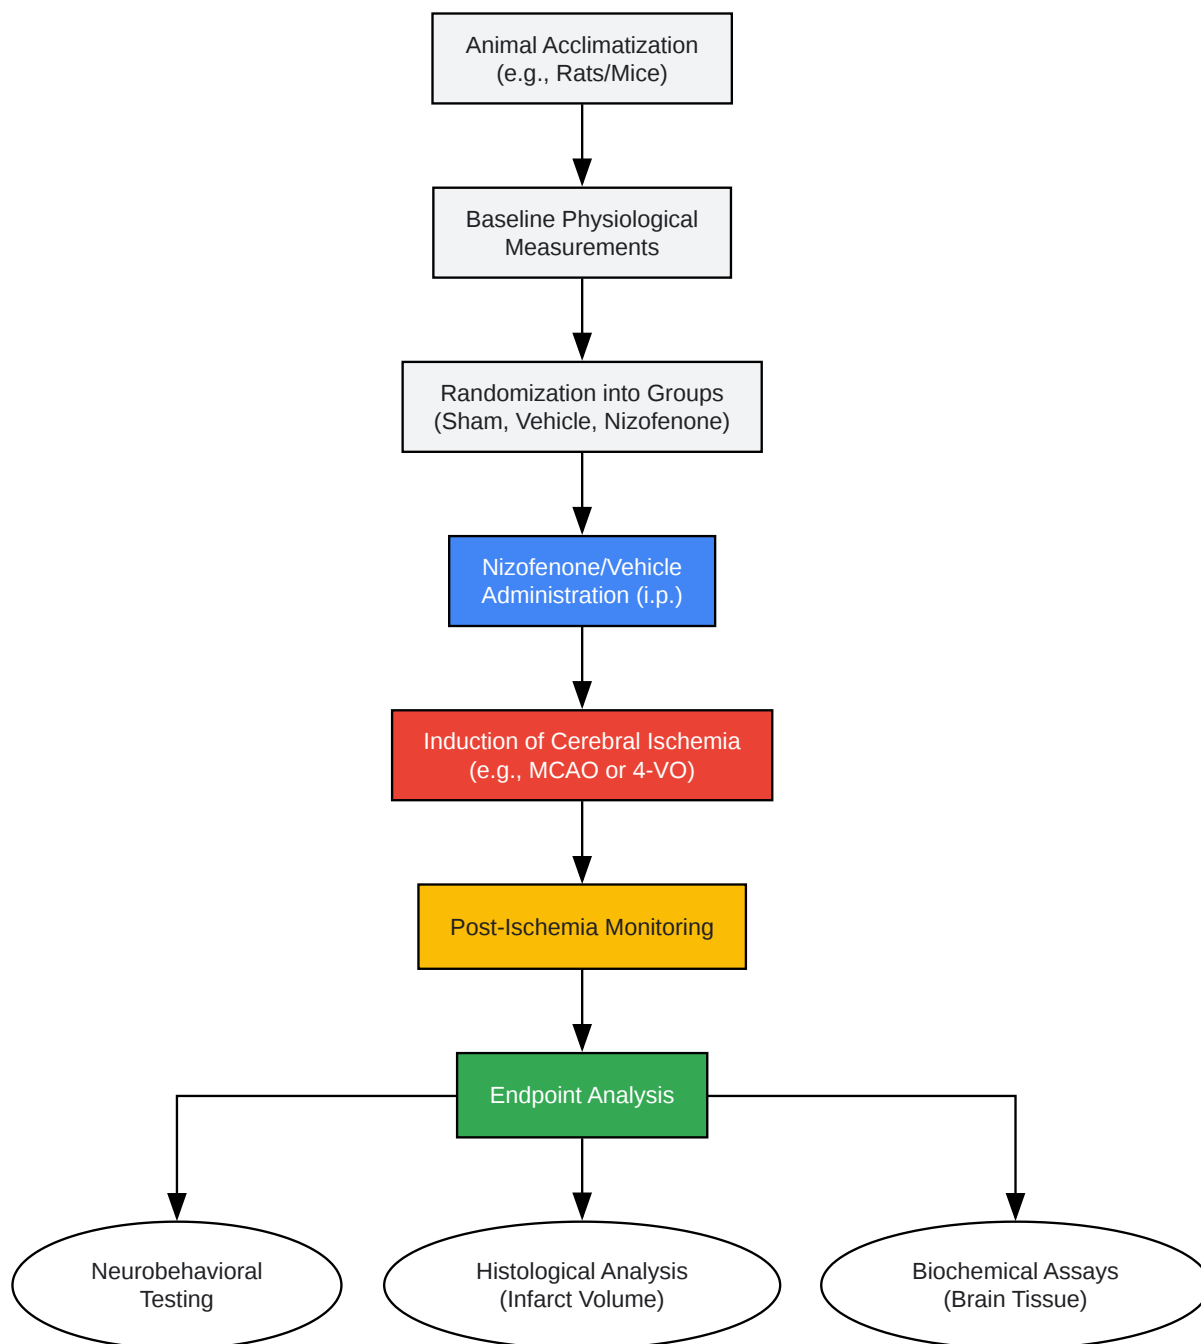 Animal Acclimatization
(e.g., Rats/Mice)
Baseline Physiological
Measurements
Randomization into Groups
(Sham, Vehicle, Nizofenone)
Nizofenone/Vehicle
Administration (i.p.)
Induction of Cerebral Ischemia
(e.g., MCAO or 4-VO)
Post-Ischemia Monitoring
Endpoint Analysis
Neurobehavioral
Testing
Histological Analysis
(Infarct Volume)
Biochemical Assays
(Brain Tissue)